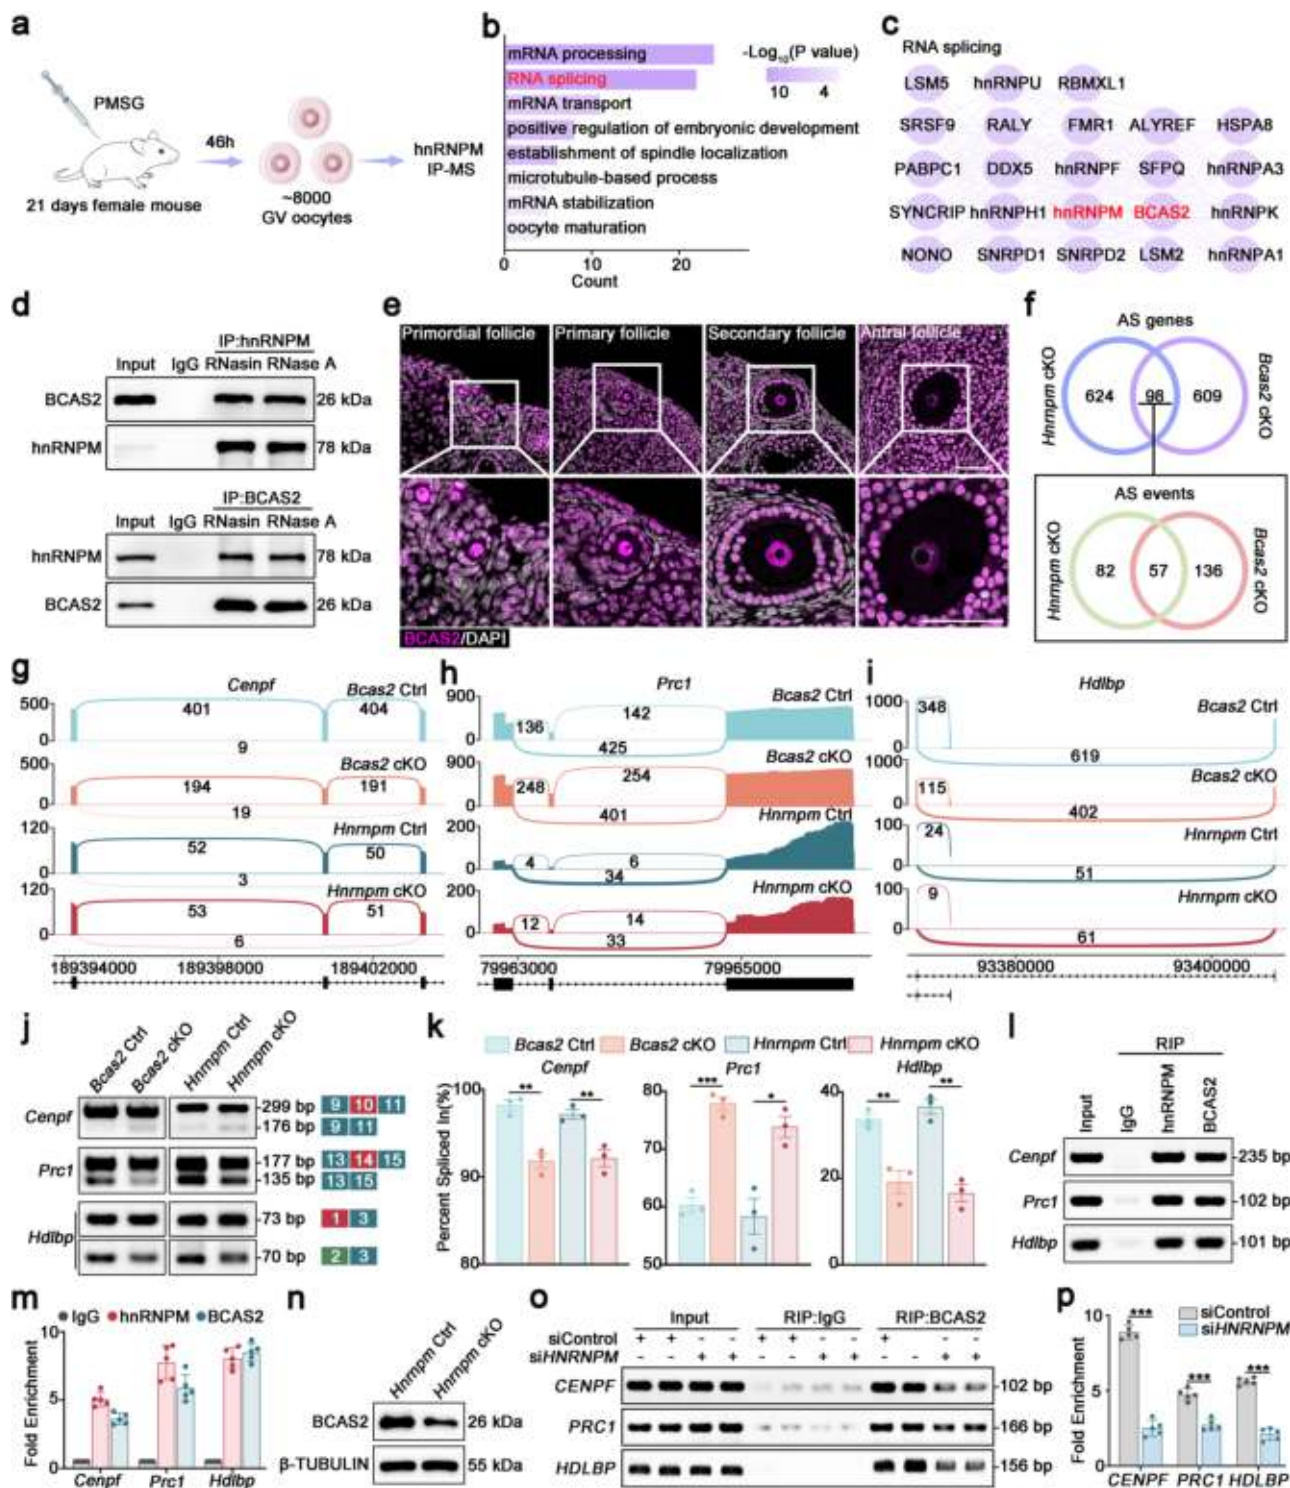 a
PMSG
46h
hnRNPM
IP-MS
21 days female mouse
~8000
GV oocytes
b
mRNA processing
RNA splicing
mRNA transport
positive regulation of embryonic development
establishment of spindle localization
microtubule-based process
mRNA stabilization
oocyte maturation
-Log10(P value)
10 4
0 20
Count
c
RNA splicing
LSM5 hnRNPU RBMXL1
SRSF9 RALY FMR1 ALYREF HSPA8
PABPC1 DDX5 hnRNPF SFPQ hnRNPA3
SYNCRIP hnRNPH1 hnRNPM BCAS2 hnRNPK
NONO SNRPD1 SNRPD2 LSM2 hnRNPA1
d
IP:hnRNPM
Input IgG RNasin RNase A
BCAS2 26 kDa
hnRNPM 78 kDa
IP:BCAS2
Input IgG RNasin RNase A
hnRNPM 78 kDa
BCAS2 26 kDa
e
Primordial follicle Primary follicle Secondary follicle Antral follicle
BCAS2/DAPI
f
AS genes
Hnrnpm cKO
624 98 609
Bcas2 cKO
AS events
Hnrnpm cKO
82 57 136
Bcas2 cKO
g
Cenpf
500
0
Bcas2 Ctrl
401 404
9
500
0
Bcas2 cKO
194 191
19
120
0
Hnrnpm Ctrl
52 50
3
120
0
Hnrnpm cKO
53 51
6
189394000 189398000 189402000
h
Prc1
900
0
Bcas2 Ctrl
136 142
425
900
0
Bcas2 cKO
248 254
401
200
0
Hnrnpm Ctrl
4 6
34
200
0
Hnrnpm cKO
12 14
33
79963000 79965000
i
Hdlbp
1000
0
Bcas2 Ctrl
348
619
1000
0
Bcas2 cKO
115
402
100
0
Hnrnpm Ctrl
24
51
100
0
Hnrnpm cKO
9
61
93380000 93400000
j
Bcas2 Ctrl
Bcas2 cKO
Hnrnpm Ctrl
Hnrnpm cKO
Cenpf
299 bp 9 10 11
176 bp 9 11
Prc1
177 bp 13 14 15
135 bp 13 15
Hdlbp
73 bp 1 3
70 bp 2 3
k
Bcas2 Ctrl Bcas2 cKO Hnrnpm Ctrl Hnrnpm cKO
Percent Spliced In(%)
Cenpf
100
90
80
** **
Prc1
80
70
60
50
*** *
Hdlbp
40
20
0
** **
l
RIP
Input
IgG
hnRNPM
BCAS2
Cenpf 235 bp
Prc1 102 bp
Hdlbp 101 bp
m
IgG hnRNPM BCAS2
Fold Enrichment
10
5
0
Cenpf Prc1 Hdlbp
n
Hnrnpm Ctrl
Hnrnpm cKO
BCAS2 26 kDa
β-TUBULIN 55 kDa
o
Input RIP:IgG RIP:BCAS2
siControl + + - - + + - - + + - -
siHNRNPM - - + + - - + + - - + +
CENPF 102 bp
PRC1 166 bp
HDLBP 156 bp
p
siControl
siHNRNPM
Fold Enrichment
10
5
0
*** *** ***
CENPF PRC1 HDLBP